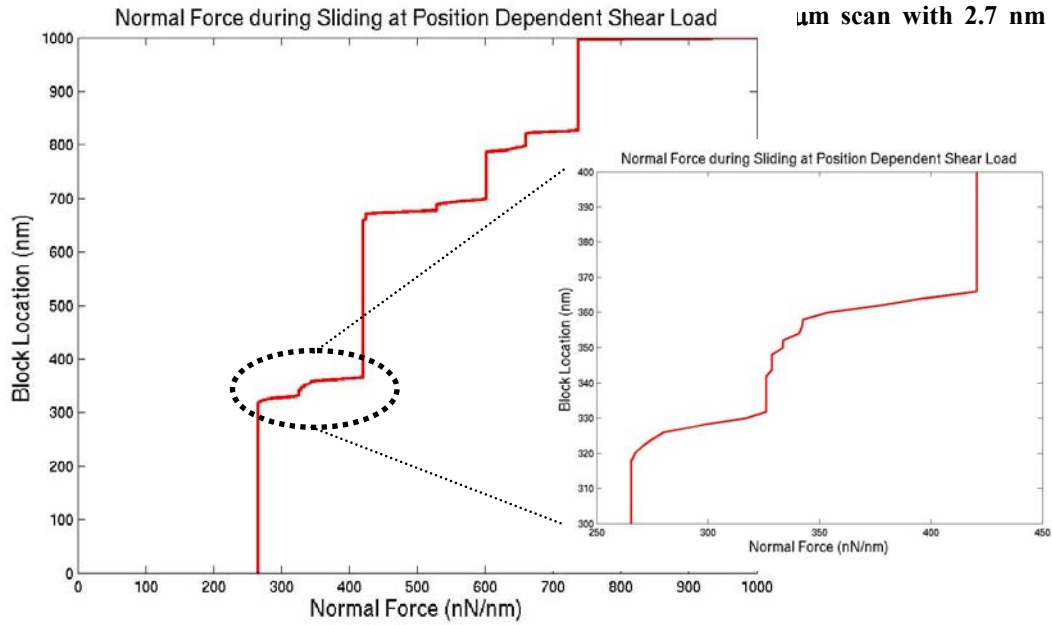 Normal Force during Sliding at Position Dependent Shear Load
µm scan with 2.7 nm
1000
900
800
700
600
500
400
300
200
100
0
Block Location (nm)
0 100 200 300 400 500 600 700 800 900 1000
Normal Force (nN/nm)
Normal Force during Sliding at Position Dependent Shear Load
400
390
380
370
360
350
340
330
320
310
300
Block Location (nm)
250 300 350 400 450
Normal Force (nN/nm)